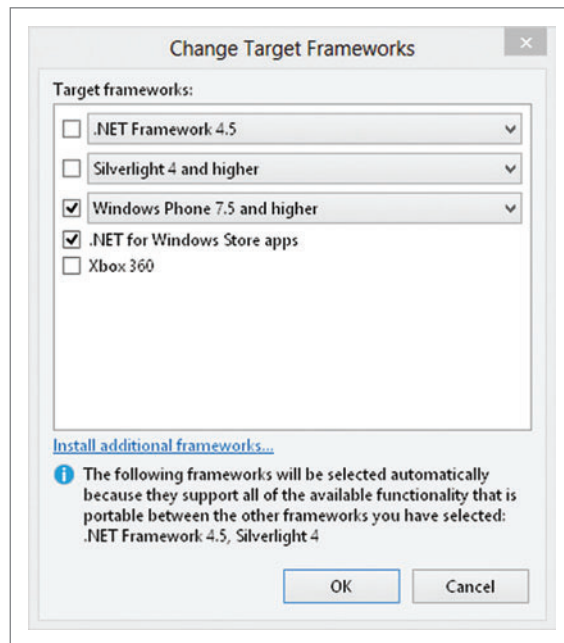 Change Target Frameworks
Target frameworks:
.NET Framework 4.5
Silverlight 4 and higher
Windows Phone 7.5 and higher
.NET for Windows Store apps
Xbox 360
Install additional frameworks...
The following frameworks will be selected automatically
because they support all of the available functionality that is
portable between the other frameworks you have selected:
.NET Framework 4.5, Silverlight 4
OK
Cancel